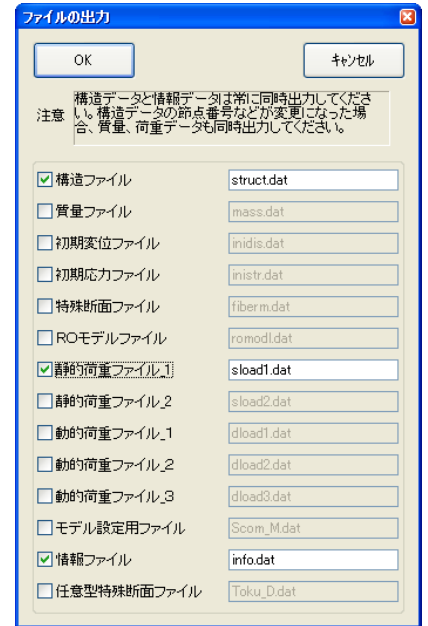 ファイルの出力
OK
キャンセル
注意
構造データと情報データは常に同時出力してくださ
い。構造データの節点番号などが変更になった場
合、質量、荷重データも同時出力してください。
構造ファイル struct.dat
質量ファイル mass.dat
初期変位ファイル inidis.dat
初期応力ファイル inistr.dat
特殊断面ファイル fiberm.dat
ROモデルファイル romodl.dat
静的荷重ファイル_1 sload1.dat
静的荷重ファイル_2 sload2.dat
動的荷重ファイル_1 dload1.dat
動的荷重ファイル_2 dload2.dat
動的荷重ファイル_3 dload3.dat
モデル設定用ファイル Scom_M.dat
情報ファイル info.dat
任意型特殊断面ファイル Toku_D.dat